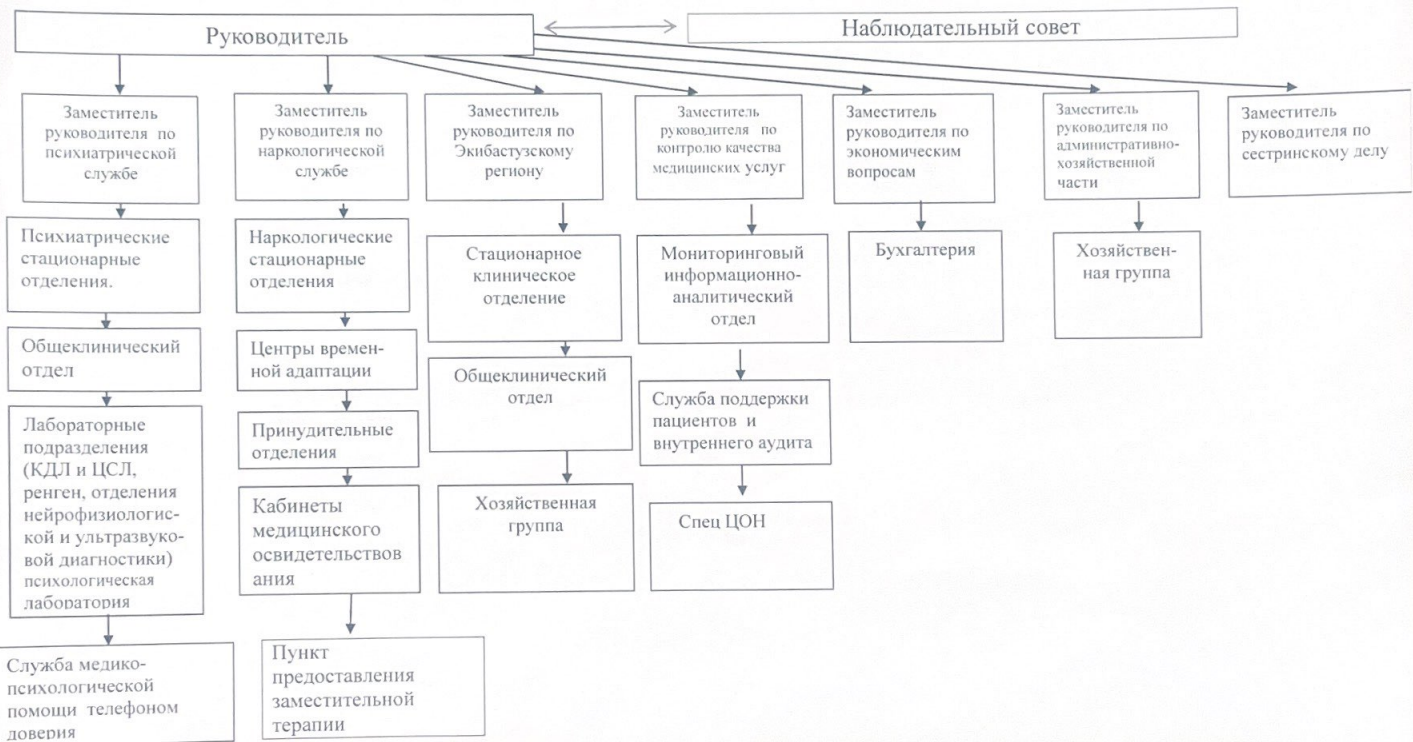 Руководитель
Наблюдательный совет
Заместитель
руководителя по
психиатрической
службе
Заместитель
руководителя по
наркологической
службе
Заместитель
руководителя по
Экибастузскому
региону
Заместитель
руководителя по
контролю качества
медицинских услуг
Заместитель
руководителя по
экономическим
вопросам
Заместитель
руководителя по
административно-
хозяйственной
части
Заместитель
руководителя по
сестринскому делу
Психиатрические
стационарные
отделения.
Наркологические
стационарные
отделения
Стационарное
клиническое
отделение
Мониторинговый
информационно-
аналитический
отдел
Бухгалтерия
Хозяйствен-
ная группа
Общеклинический
отдел
Центры времен-
ной адаптации
Общеклинический
отдел
Служба поддержки
пациентов и
внутреннего аудита
Лабораторные
подразделения
(КДЛ и ЦСЛ,
ренген, отделения
нейрофизиологис-
кой и ультразвуко-
вой диагностики)
психологическая
лаборатория
Принудительные
отделения
Кабинеты
медицинского
освидетельствов
ания
Хозяйственная
группа
Спец ЦОН
Служба медико-
психологической
помощи телефоном
доверия
Пункт
предоставления
заместительной
терапии